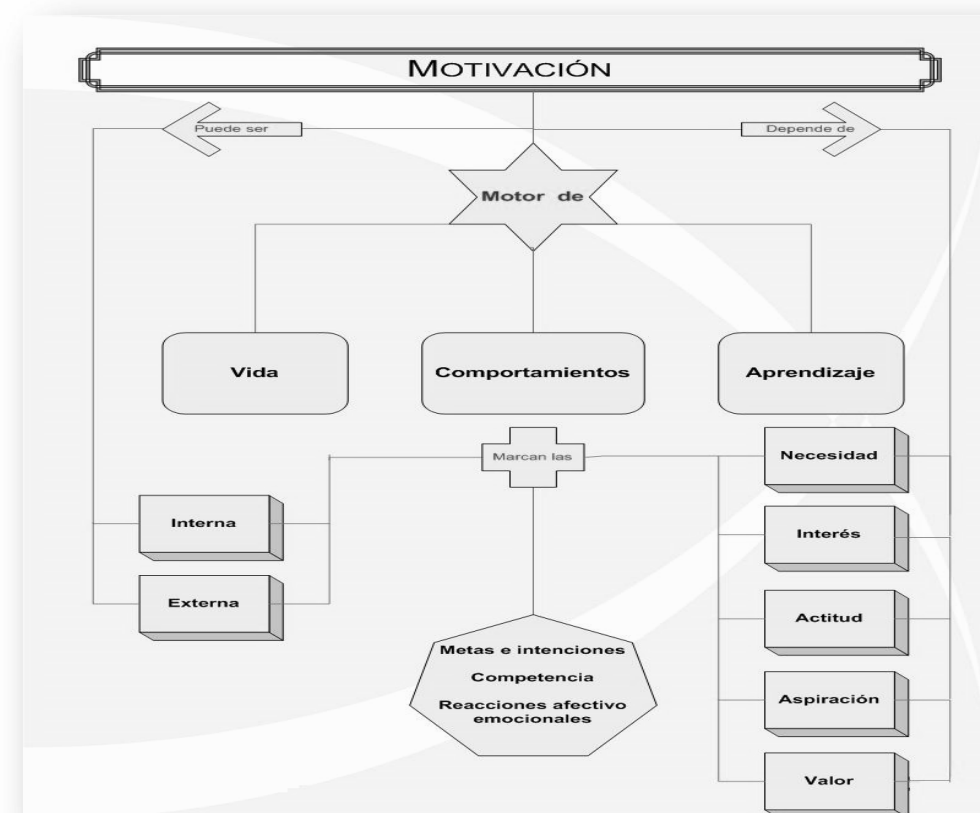 MOTIVACIÓN
Puede ser
Depende de
Motor de
Vida
Comportamientos
Aprendizaje
Marcan las
Necesidad
Interna
Interés
Externa
Actitud
Metas e intenciones
Competencia
Reacciones afectivo
emocionales
Aspiración
Valor